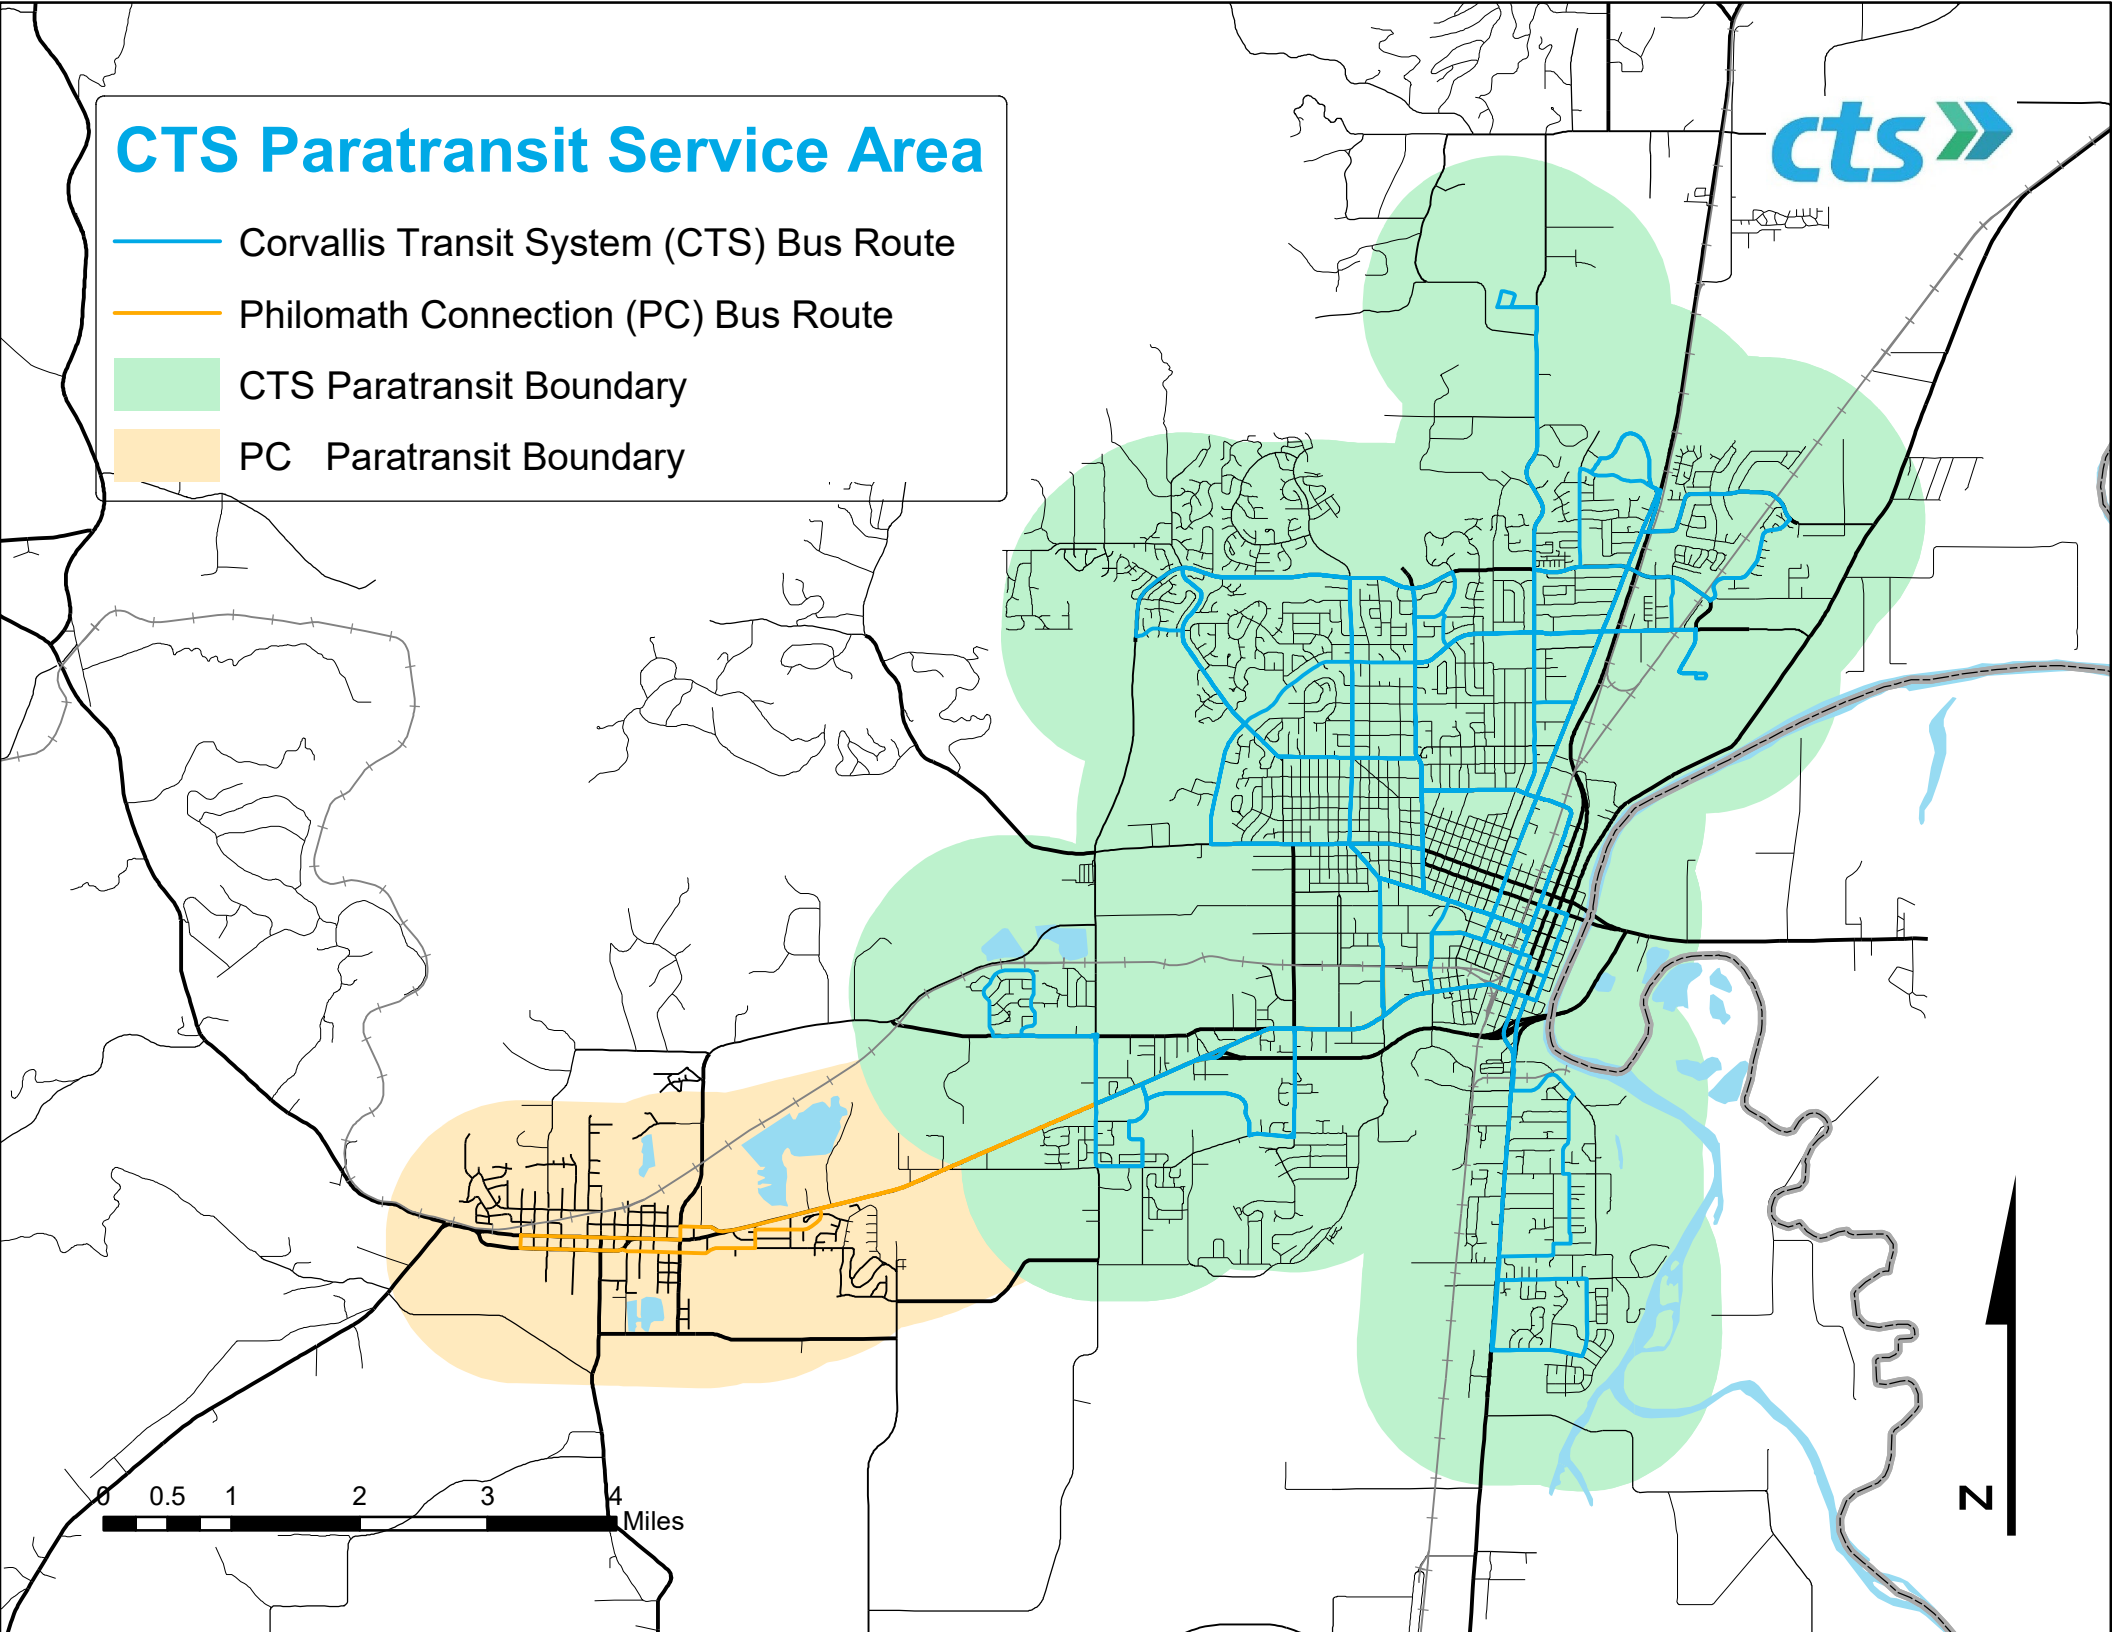 CTS Paratransit Service Area
cts
Corvallis Transit System (CTS) Bus Route
Philomath Connection (PC) Bus Route
CTS Paratransit Boundary
PC Paratransit Boundary
0 0.5 1 2 3 4
Miles
N